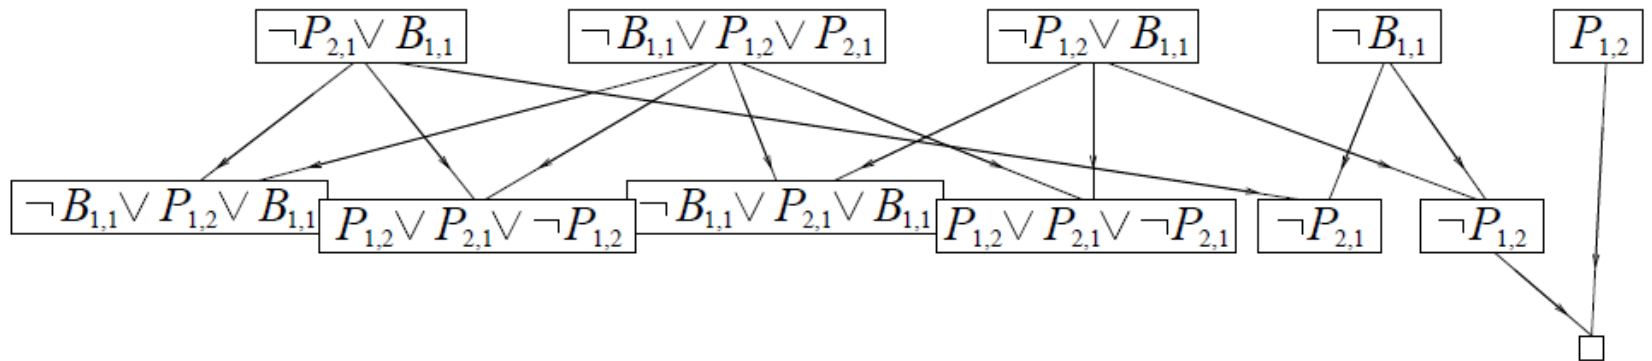 ¬P2,1 ∨ B1,1 ¬B1,1 ∨ P1,2 ∨ P2,1 ¬P1,2 ∨ B1,1 ¬B1,1 P1,2
¬B1,1 ∨ P1,2 ∨ B1,1 P1,2 ∨ P2,1 ∨ ¬P1,2 ¬B1,1 ∨ P2,1 ∨ B1,1 P1,2 ∨ P2,1 ∨ ¬P2,1 ¬P2,1 ¬P1,2